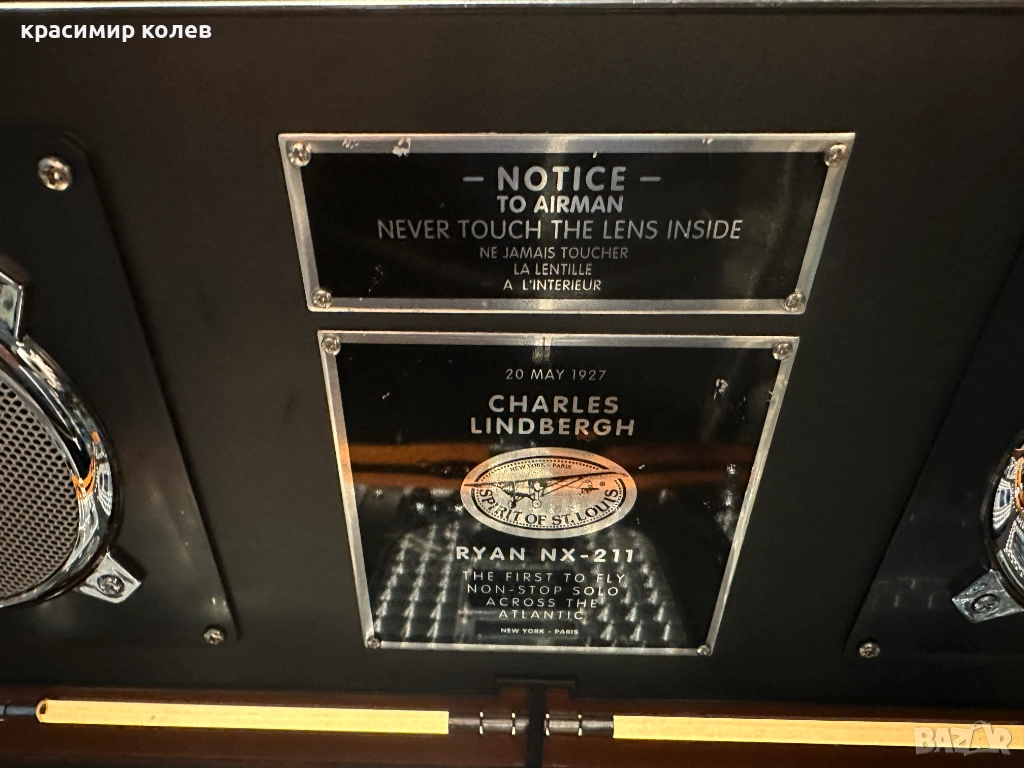 красимир колев
– NOTICE –
TO AIRMAN
NEVER TOUCH THE LENS INSIDE
NE JAMAIS TOUCHER
LA LENTILLE
A L'INTERIEUR
20 MAY 1927
CHARLES
LINDBERGH
NEW YORK - PARIS
SPIRIT OF ST. LOUIS
®
RYAN NX-211
THE FIRST TO FLY
NON-STOP SOLO
ACROSS THE
ATLANTIC
NEW YORK - PARIS
BAZAR